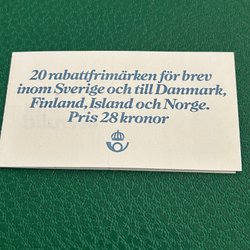 20 rabattfrimärken för brev
inom Sverige och till Danmark,
Finland, Island och Norge.
Pris 28 kronor